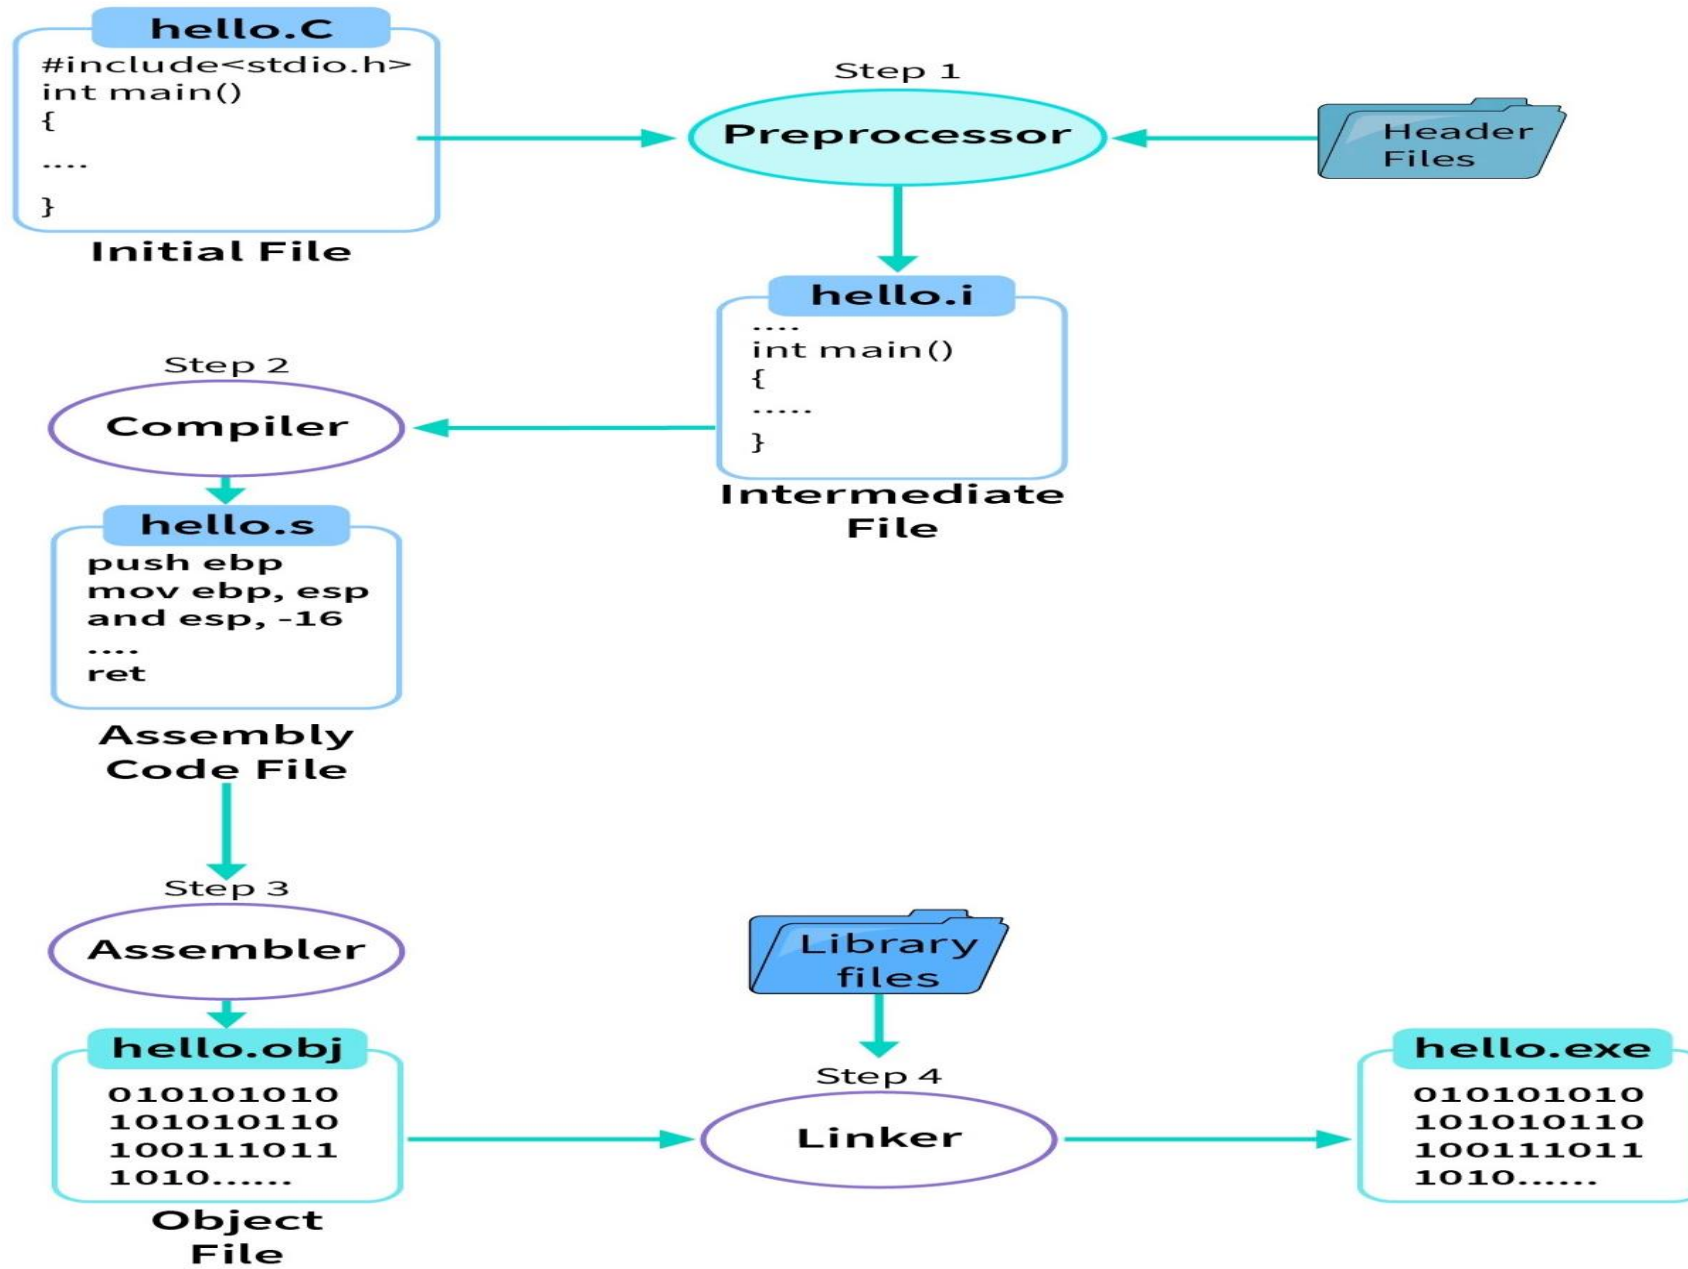 hello.C
#include<stdio.h>
int main()
{
....
}
Initial File
Step 1
Preprocessor
Header
Files
hello.i
....
int main()
{
.....
}
Intermediate
File
Step 2
Compiler
hello.s
push ebp
mov ebp, esp
and esp, -16
....
ret
Assembly
Code File
Step 3
Assembler
hello.obj
010101010
101010110
100111011
1010......
Object
File
Library
files
Step 4
Linker
hello.exe
010101010
101010110
100111011
1010......